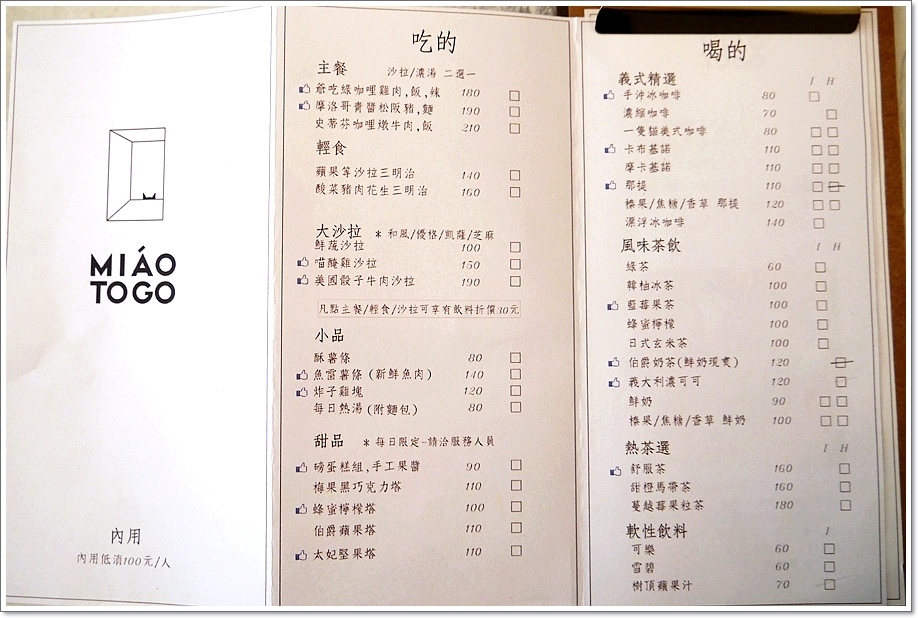 MIÁO
TO GO
內用
內用低消100元/人
吃的
主餐 沙拉/濃湯 二選一
爺吃綠咖哩雞肉,飯,辣 180
摩洛哥青醬松阪豬,麵 190
史蒂芬咖哩燉牛肉,飯 210
輕食
蘋果筊沙拉三明治 140
酸菜豬肉花生三明治 160
大沙拉 * 和風/優格/凱薩/芝麻
鮮蔬沙拉 100
喵醃雞沙拉 150
美國骰子牛肉沙拉 190
凡點主餐/輕食/沙拉可享有飲料折價30元
小品
酥薯條 80
魚雷薯條 (新鮮魚肉) 140
炸子雞塊 120
每日熱湯(附麵包) 80
甜品 * 每日限定-請洽服務人員
磅蛋糕組,手工果醬 90
梅果黑巧克力塔 110
蜂蜜檸檬塔 100
伯爵蘋果塔 110
太妃堅果塔 110
喝的
義式精選 I H
手沖冰咖啡 80
濃縮咖啡 70
一隻貓美式咖啡 80
卡布基諾 110
摩卡基諾 110
那提 110
榛果/焦糖/香草 那提 120
漂浮冰咖啡 140
風味茶飲 I H
綠茶 60
韓柚冰茶 100
藍莓果茶 100
蜂蜜檸檬 100
日式玄米茶 100
伯爵奶茶(鮮奶現煮) 120
義大利濃可可 120
鮮奶 90
榛果/焦糖/香草 鮮奶 100
熱茶選 I H
舒服茶 160
甜橙馬帶茶 160
蔓越莓果粒茶 180
軟性飲料 I
可樂 60
雪碧 60
樹頂蘋果汁 70